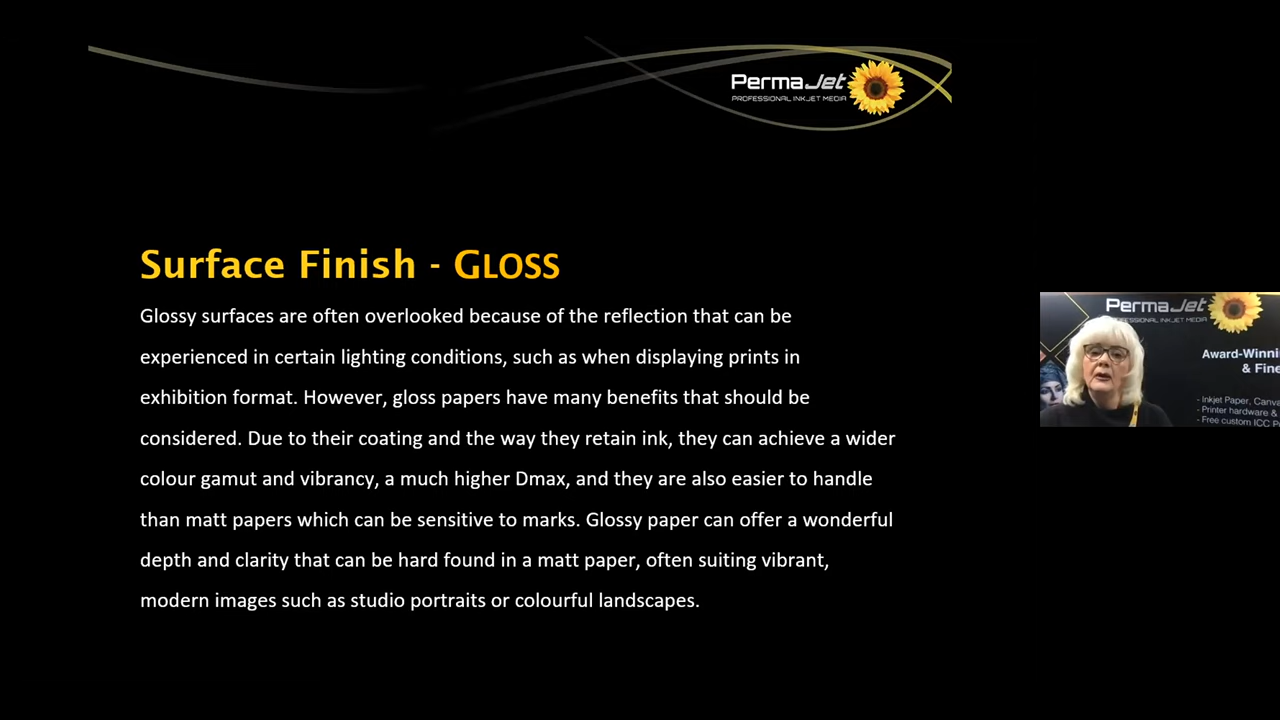 PermaJet
PROFESSIONAL INKJET MEDIA
Surface Finish - GLOSS
Glossy surfaces are often overlooked because of the reflection that can be
experienced in certain lighting conditions, such as when displaying prints in
exhibition format. However, gloss papers have many benefits that should be
considered. Due to their coating and the way they retain ink, they can achieve a wider
colour gamut and vibrancy, a much higher Dmax, and they are also easier to handle
than matt papers which can be sensitive to marks. Glossy paper can offer a wonderful
depth and clarity that can be hard found in a matt paper, often suiting vibrant,
modern images such as studio portraits or colourful landscapes.
PermaJet
INKJET MEDIA
& Fine
- Inkjet Paper, Canva
- Printer hardware &
- Free custom ICC